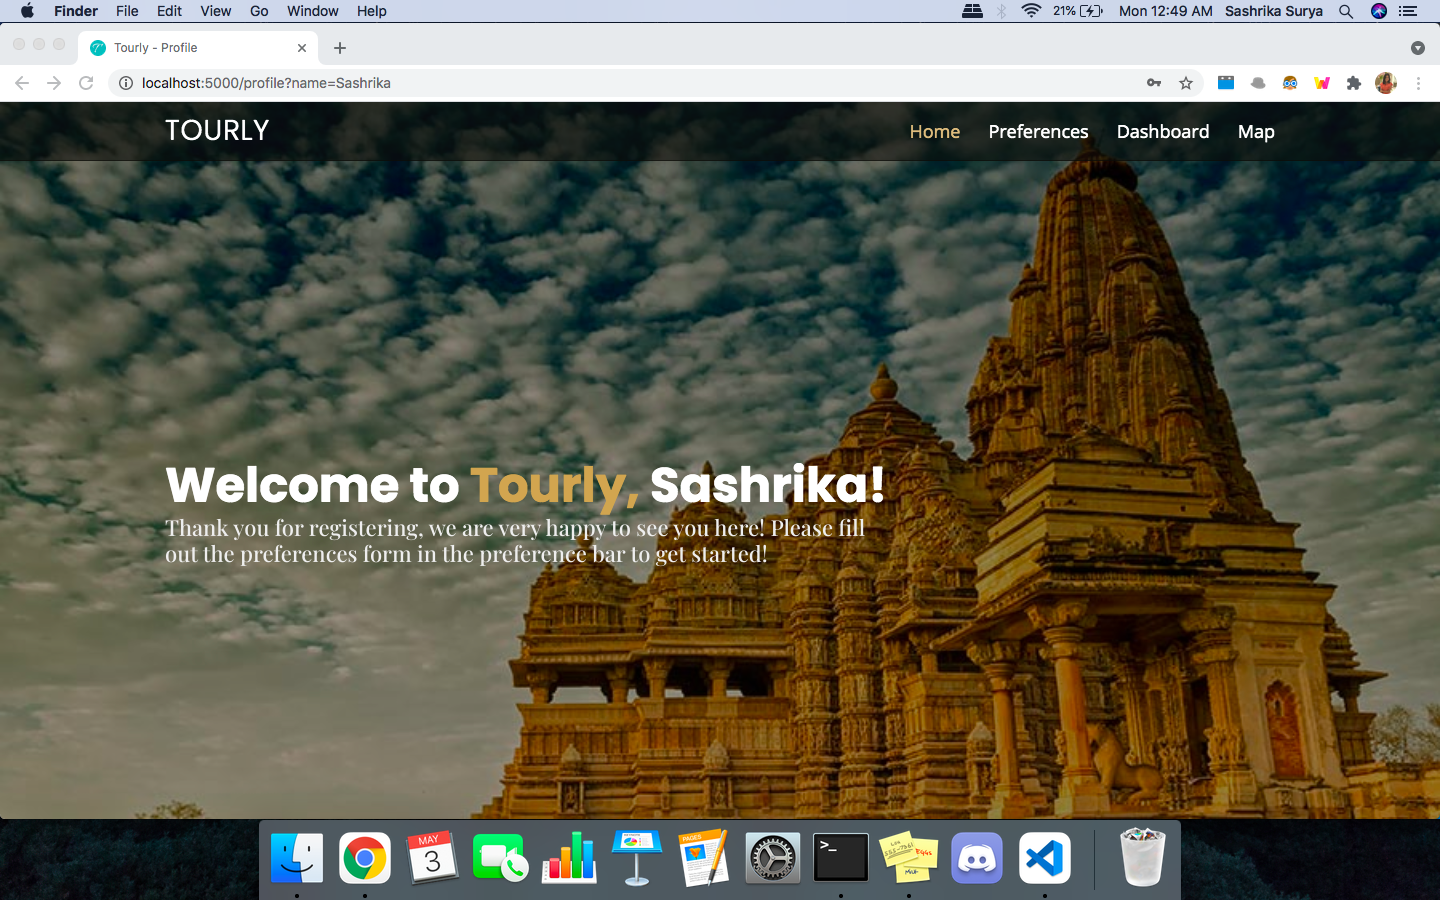 Finder File Edit View Go Window Help 21% Mon 12:49 AM Sashrika Surya
Tourly - Profile
localhost:5000/profile?name=Sashrika
TOURLY Home Preferences Dashboard Map
Welcome to Tourly, Sashrika!
Thank you for registering, we are very happy to see you here! Please fill
out the preferences form in the preference bar to get started!
MAY
3
PAGES
>_
EGGS
Milk